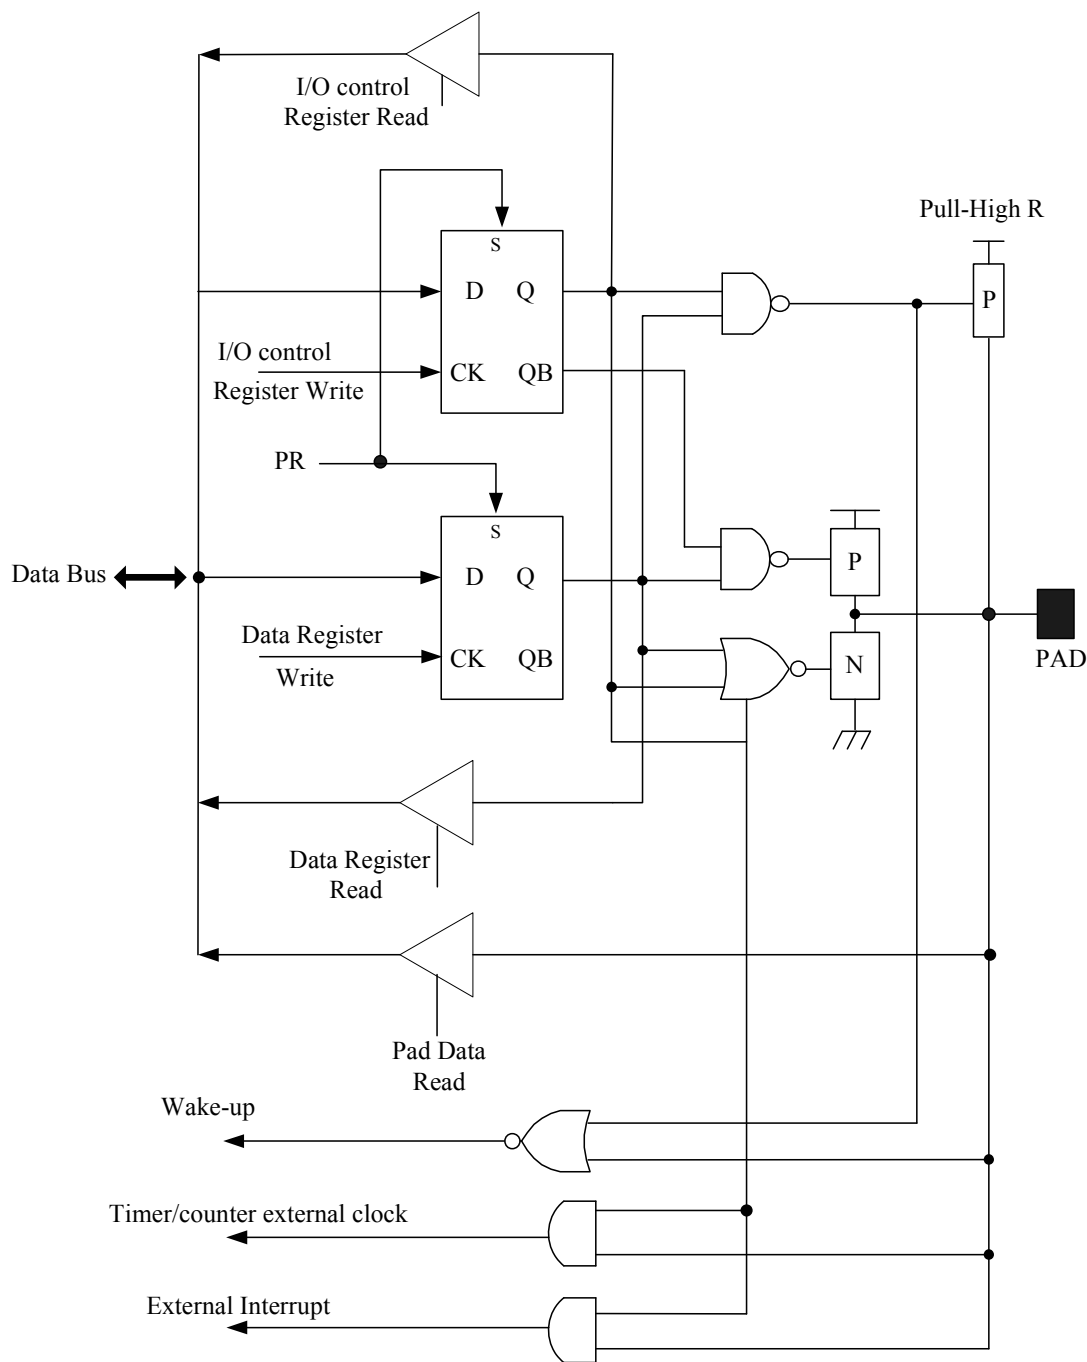 I/O control
Register Read
Pull-High R
S
D Q
P
I/O control
CK QB
Register Write
PR
S
Data Bus
D Q
P
Data Register
CK QB
Write
N
PAD
Data Register
Read
Pad Data
Read
Wake-up
Timer/counter external clock
External Interrupt